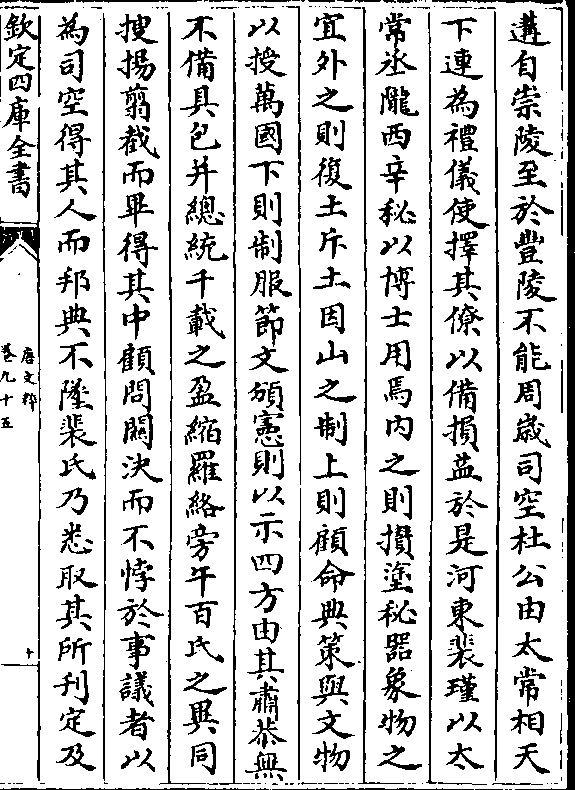 遘自崇陵至於豐陵不能周歳司空杜公由太常相天
下連為禮儀使擇其僚以備損益於是河東裴瑾以太
常丞隴西辛秘以博士用焉内之則攢塗秘器象物之
宜外之則復土斥土因山之制上則顧命典策與文物
以授萬國下則制服節文頒憲則以示四方由其肅恭無
不備具包并總統千載之盈縮羅絡旁午百氏之異同
搜揚翦截而畢得其中顧問關決而不悖於事議者以
為司空得其人而邦典不墜裴氏乃悉取其所刋定及
欽定四庫全書
唐文粹
卷九十五
十